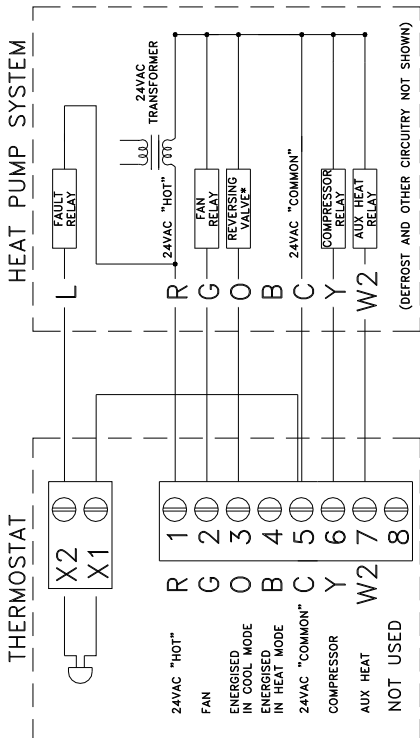 HEAT PUMP SYSTEM
24VAC
TRANSFORMER
FAULT
RELAY
24VAC "HOT"
FAN
RELAY
REVERSING
VALVE*
24VAC "COMMON"
COMPRESSOR
RELAY
AUX HEAT
RELAY
(DEFROST AND OTHER CIRCUITRY NOT SHOWN)
L
R
G
O
B
C
Y
W2
THERMOSTAT
X2
X1
1
2
3
4
5
6
7
8
R
G
O
B
C
Y
W2
24VAC "HOT"
FAN
ENERGISED
IN COOL MODE
ENERGISED
IN HEAT MODE
24VAC "COMMON"
COMPRESSOR
AUX HEAT
NOT USED